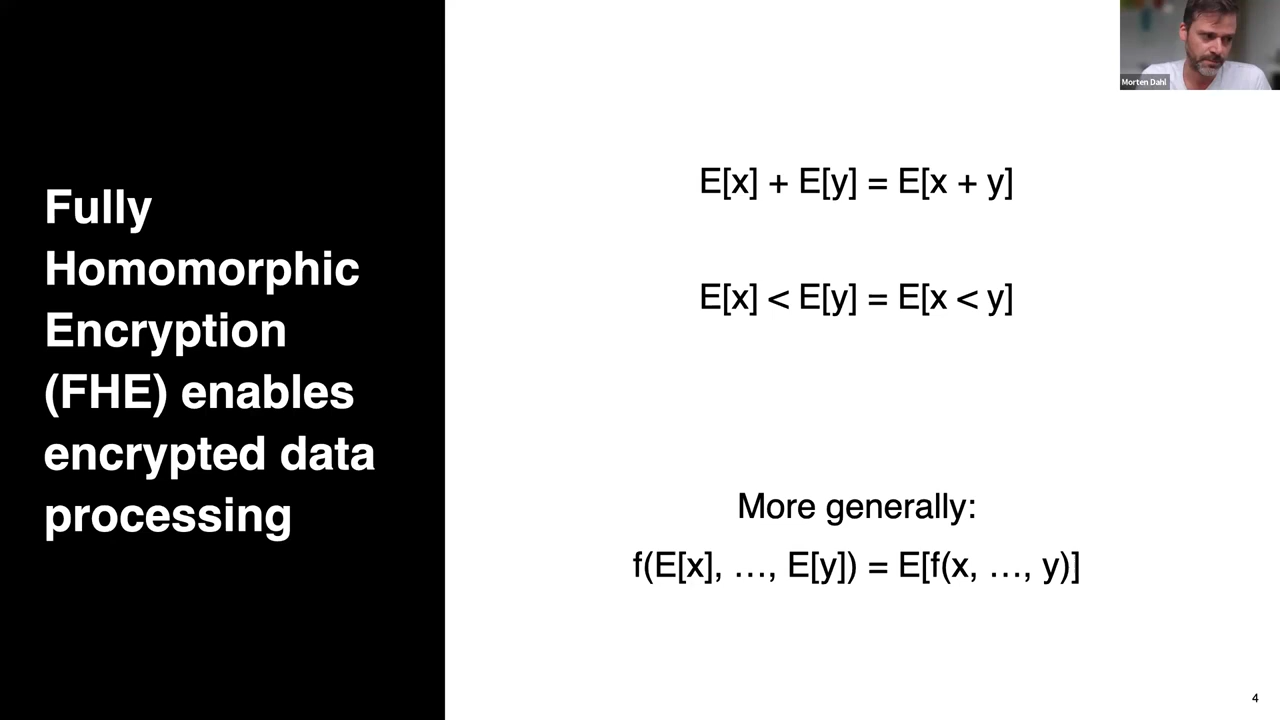 Fully
Homomorphic
Encryption
(FHE) enables
encrypted data
processing
E[x] + E[y] = E[x + y]
E[x] < E[y] = E[x < y]
More generally:
f(E[x], …, E[y]) = E[f(x, …, y)]
Morten Dahl
4